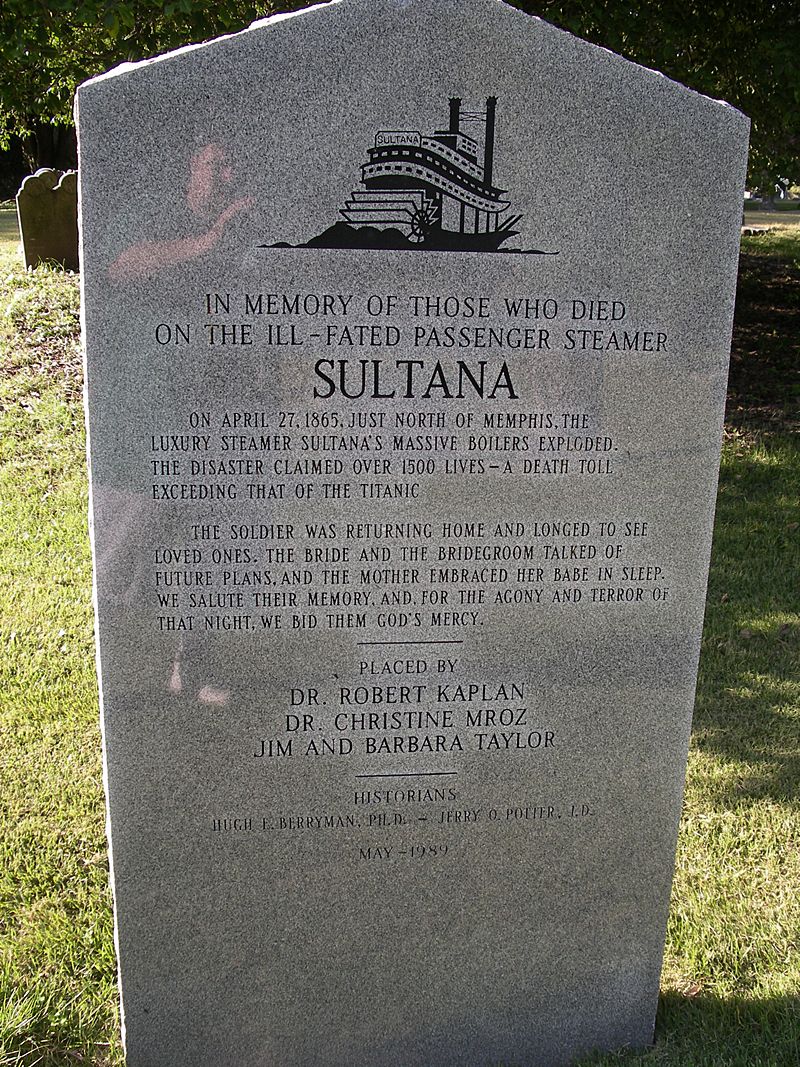 SULTANA
IN MEMORY OF THOSE WHO DIED
ON THE ILL-FATED PASSENGER STEAMER
SULTANA
ON APRIL 27, 1865, JUST NORTH OF MEMPHIS, THE
LUXURY STEAMER SULTANA'S MASSIVE BOILERS EXPLODED.
THE DISASTER CLAIMED OVER 1500 LIVES – A DEATH TOLL
EXCEEDING THAT OF THE TITANIC
THE SOLDIER WAS RETURNING HOME AND LONGED TO SEE
LOVED ONES. THE BRIDE AND THE BRIDEGROOM TALKED OF
FUTURE PLANS, AND THE MOTHER EMBRACED HER BABE IN SLEEP.
WE SALUTE THEIR MEMORY, AND, FOR THE AGONY AND TERROR OF
THAT NIGHT, WE BID THEM GOD'S MERCY.
PLACED BY
DR. ROBERT KAPLAN
DR. CHRISTINE MROZ
JIM AND BARBARA TAYLOR
HISTORIANS
HUGH E. BERRYMAN, PH.D. – JERRY O. POTTER, J.D.
MAY – 1989